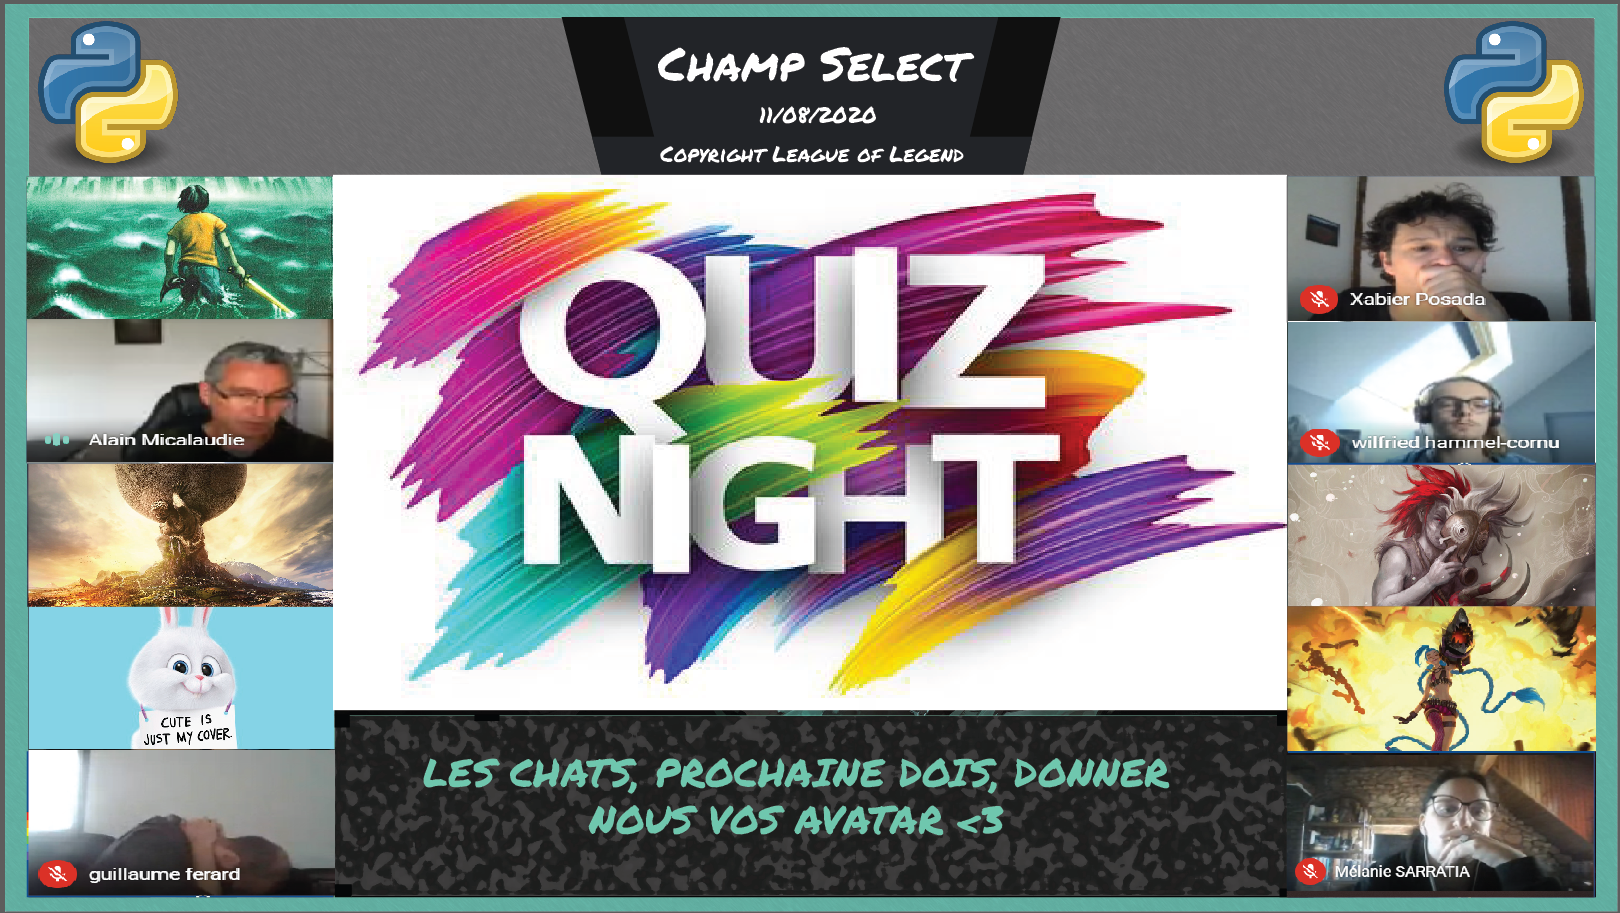 Champ Select
11/08/2020
Copyright League of Legend
QUIZ
NIGHT
Alain Micalaudie
CUTE IS
JUST MY COVER.
guillaume ferard
Xabier Posada
wilfried hammel-cornu
Mélanie SARRATIA
LES CHATS, PROCHAINE DOIS, DONNER
NOUS VOS AVATAR <3